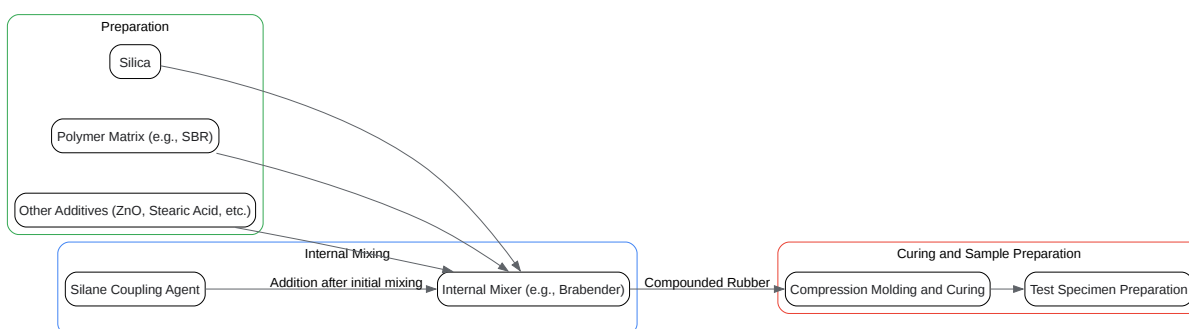 Preparation
Silica
Polymer Matrix (e.g., SBR)
Other Additives (ZnO, Stearic Acid, etc.)
Internal Mixing
Silane Coupling Agent
Addition after initial mixing
Internal Mixer (e.g., Brabender)
Compounded Rubber
Curing and Sample Preparation
Compression Molding and Curing
Test Specimen Preparation